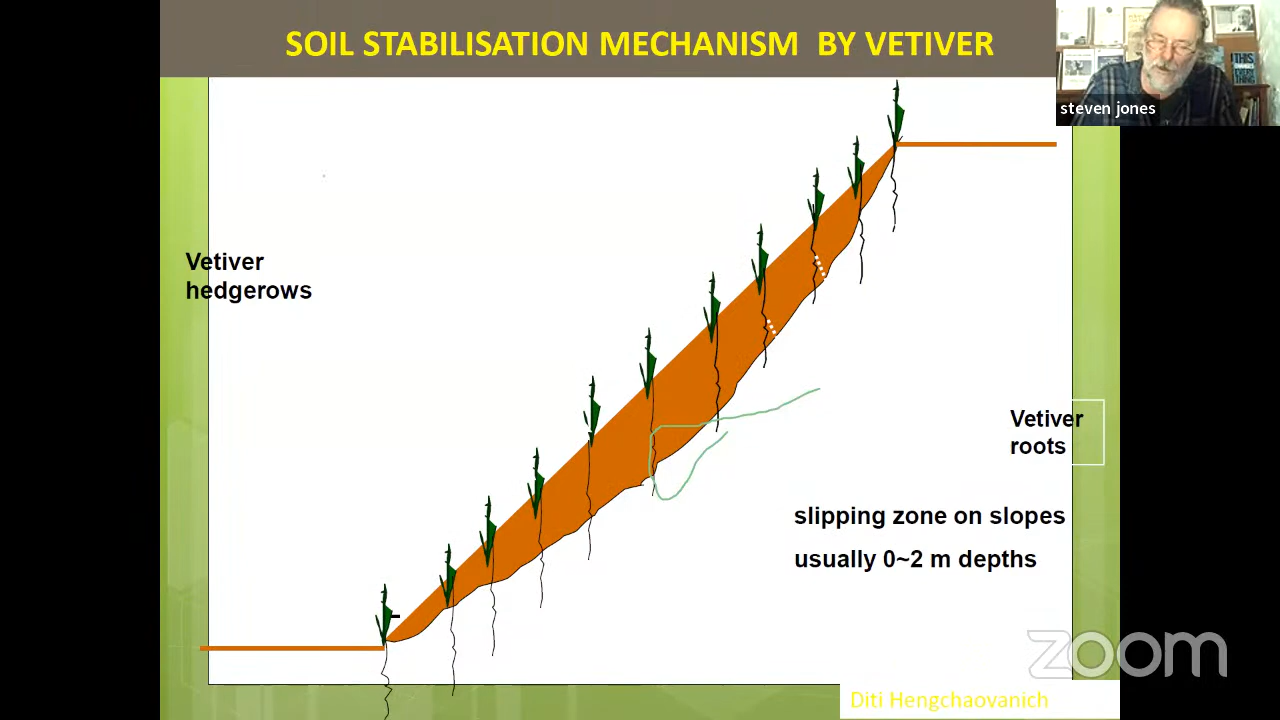 SOIL STABILISATION MECHANISM BY VETIVER
steven jones
Vetiver
hedgerows
Vetiver
roots
slipping zone on slopes
usually 0~2 m depths
zoom
Diti Hengchaovanich